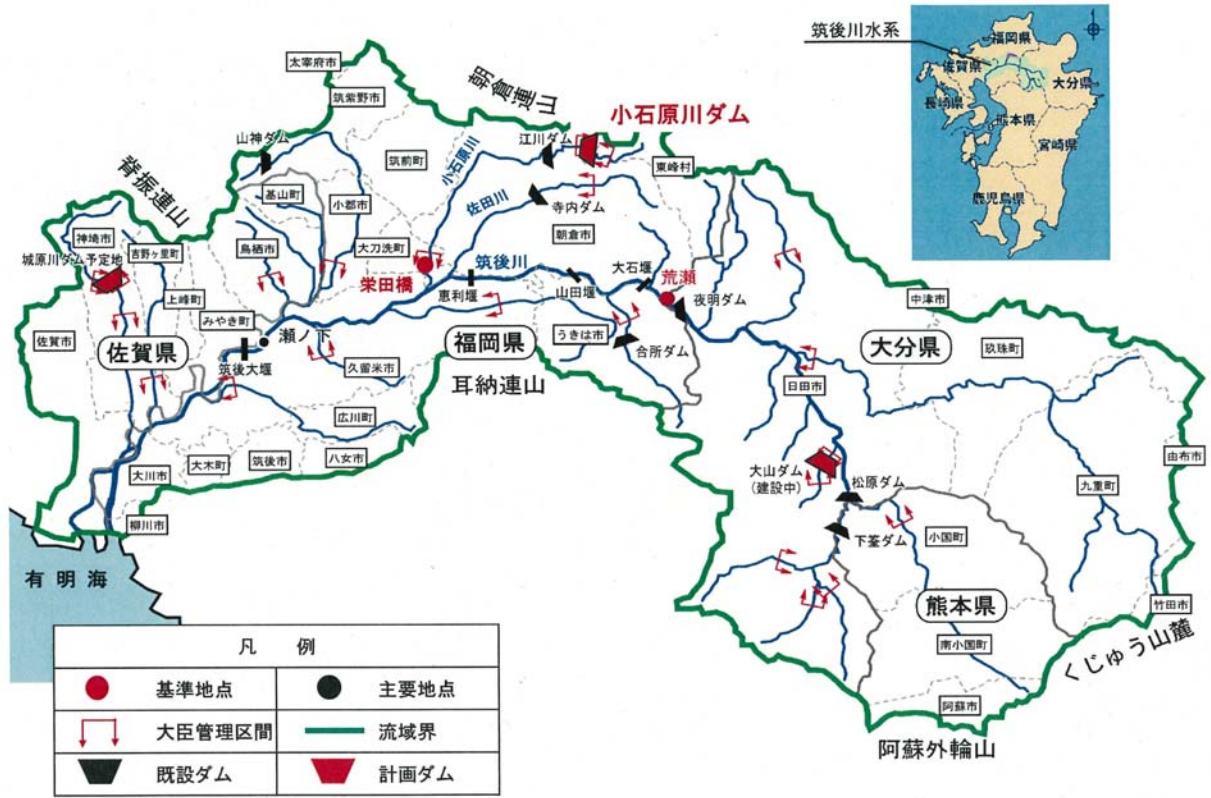 筑後川水系
福岡県
佐賀県
大分県
長崎県
熊本県
宮崎県
鹿児島県
太宰府市
筑紫野市
朝倉連山
小石原川ダム
山神ダム
江川ダム
筑前町
小石原川
東峰村
脊振連山
基山町
小郡市
佐田川
寺内ダム
神埼市
吉野ヶ里町
鳥栖市
大刀洗町
朝倉市
城原川ダム予定地
筑後川
大石堰
荒瀬
栄田橋
恵利堰
山田堰
夜明ダム
上峰町
みやき町
中津市
佐賀市
佐賀県
瀬ノ下
福岡県
うきは市
合所ダム
大分県
玖珠町
筑後大堰
久留米市
耳納連山
日田市
広川町
大川市
大木町
筑後市
八女市
大山ダム
(建設中)
松原ダム
由布市
九重町
柳川市
下筌ダム
小国町
有明海
熊本県
竹田市
南小国町
くじゅう山麓
阿蘇市
阿蘇外輪山
凡 例
基準地点
主要地点
大臣管理区間
流域界
既設ダム
計画ダム